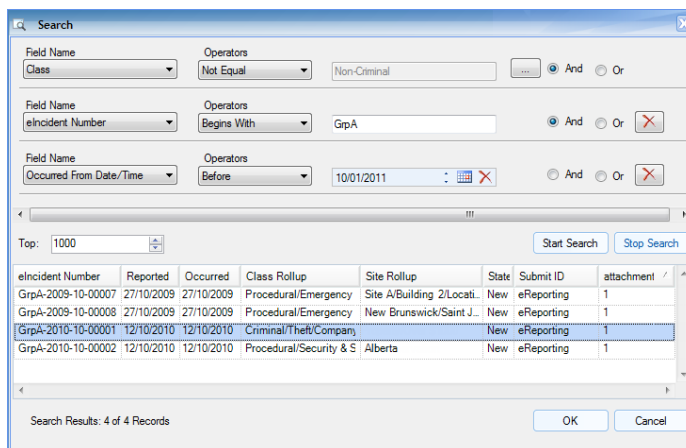 Search
Field Name Operators
Class Not Equal Non-Criminal ... And Or
Field Name Operators
eIncident Number Begins With GrpA And Or
Field Name Operators
Occurred From Date/Time Before 10/01/2011 And Or
Top: 1000 Start Search Stop Search
eIncident Number Reported Occurred Class Rollup Site Rollup State Submit ID attachment
GrpA-2009-10-00007 27/10/2009 27/10/2009 Procedural/Emergency Site A/Building 2/Locati... New eReporting 1
GrpA-2009-10-00008 27/10/2009 27/10/2009 Procedural/Emergency New Brunswick/Saint J... New eReporting 1
GrpA-2010-10-00001 12/10/2010 12/10/2010 Criminal/Theft/Company New eReporting 1
GrpA-2010-10-00002 12/10/2010 12/10/2010 Procedural/Security & S Alberta New eReporting 1
Search Results: 4 of 4 Records OK Cancel